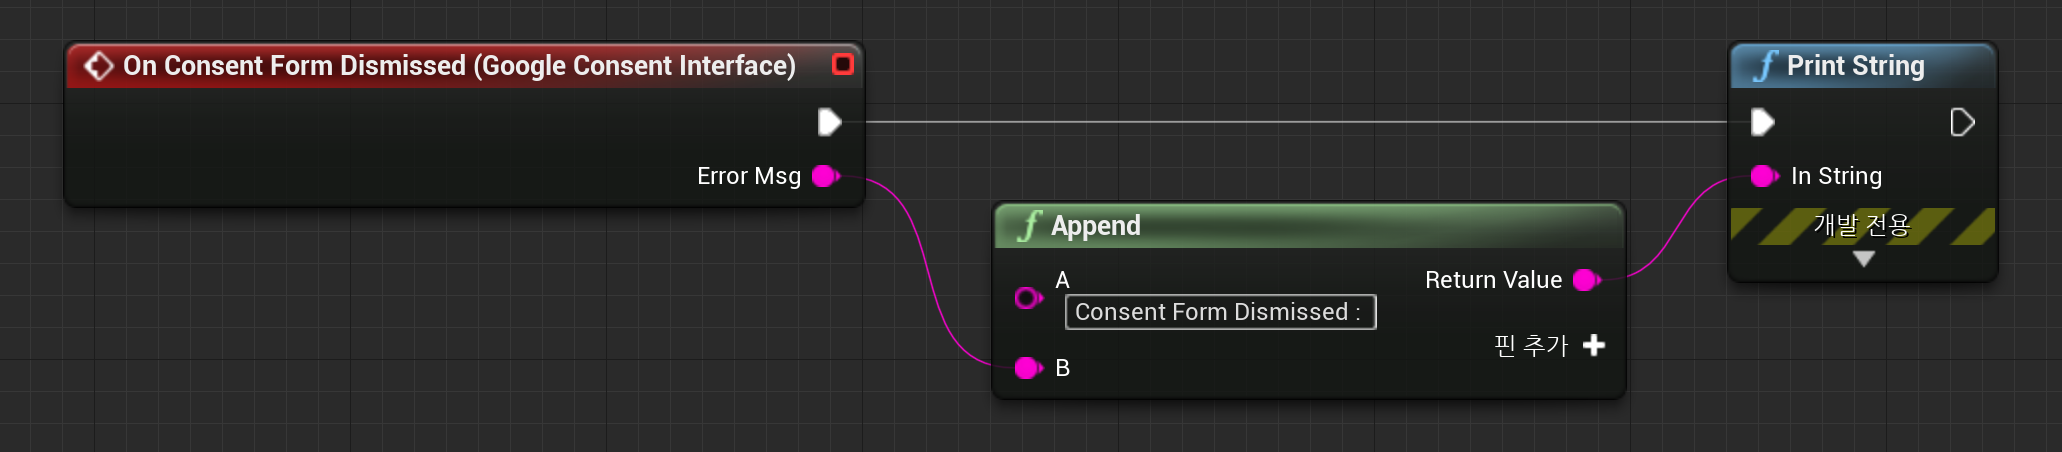 On Consent Form Dismissed (Google Consent Interface)
Error Msg
Append
A
Consent Form Dismissed :
B
Return Value
핀 추가
Print String
In String
개발 전용